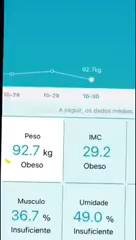 92.7kg
10-28 10-29 10-30
A seguir, os dados médios
Peso
92.7 kg
Obeso
IMC
29.2
Obeso
Musculo
36.7 %
Insuficiente
Umidade
49.0 %
Insuficiente